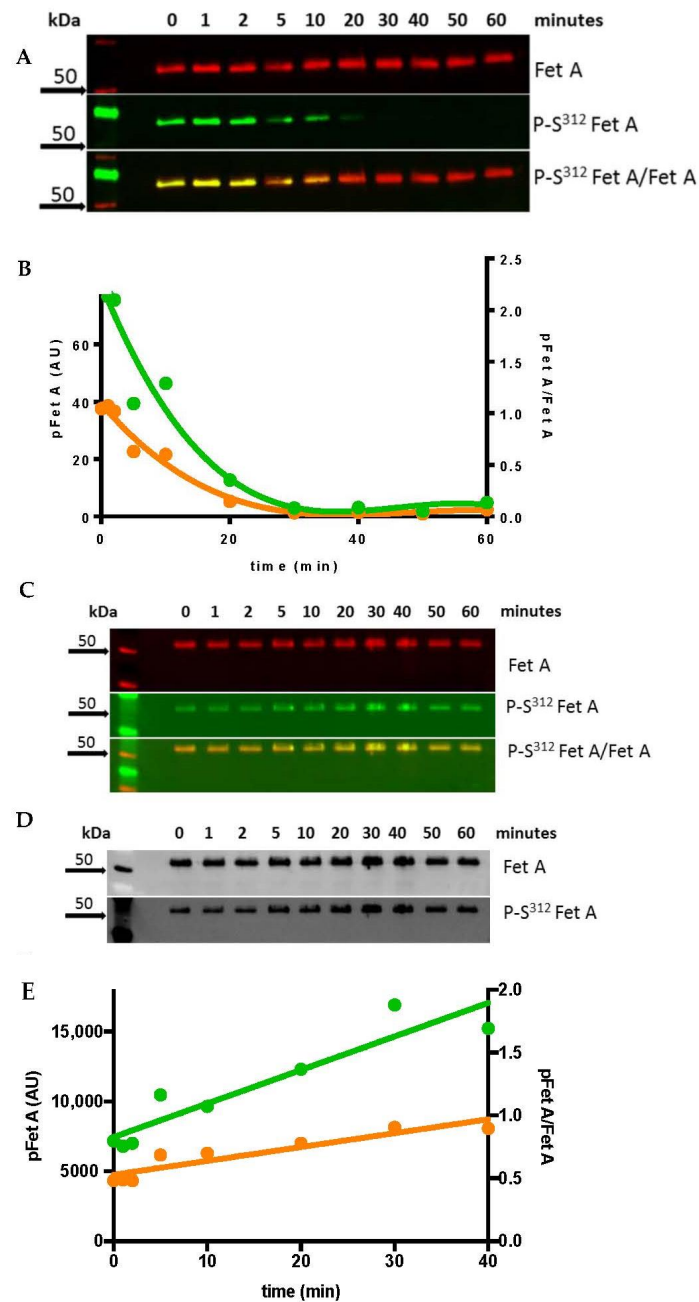 kDa 0 1 2 5 10 20 30 40 50 60 minutes
A
50 Fet A
50 P-S312 Fet A
50 P-S312 Fet A/Fet A
B
2.5
2.0
1.5
1.0
0.5
0.0
pFet A/Fet A
60
40
20
0
pFet A (AU)
0 20 40 60
time (min)
C
kDa 0 1 2 5 10 20 30 40 50 60 minutes
50
Fet A
50 P-S312 Fet A
50 P-S312 Fet A/Fet A
D
kDa 0 1 2 5 10 20 30 40 50 60 minutes
50 Fet A
50 P-S312 Fet A
E
15,000
10,000
5000
0
pFet A (AU)
2.0
1.5
1.0
0.5
0.0
pFet A/Fet A
0 10 20 30 40
time (min)